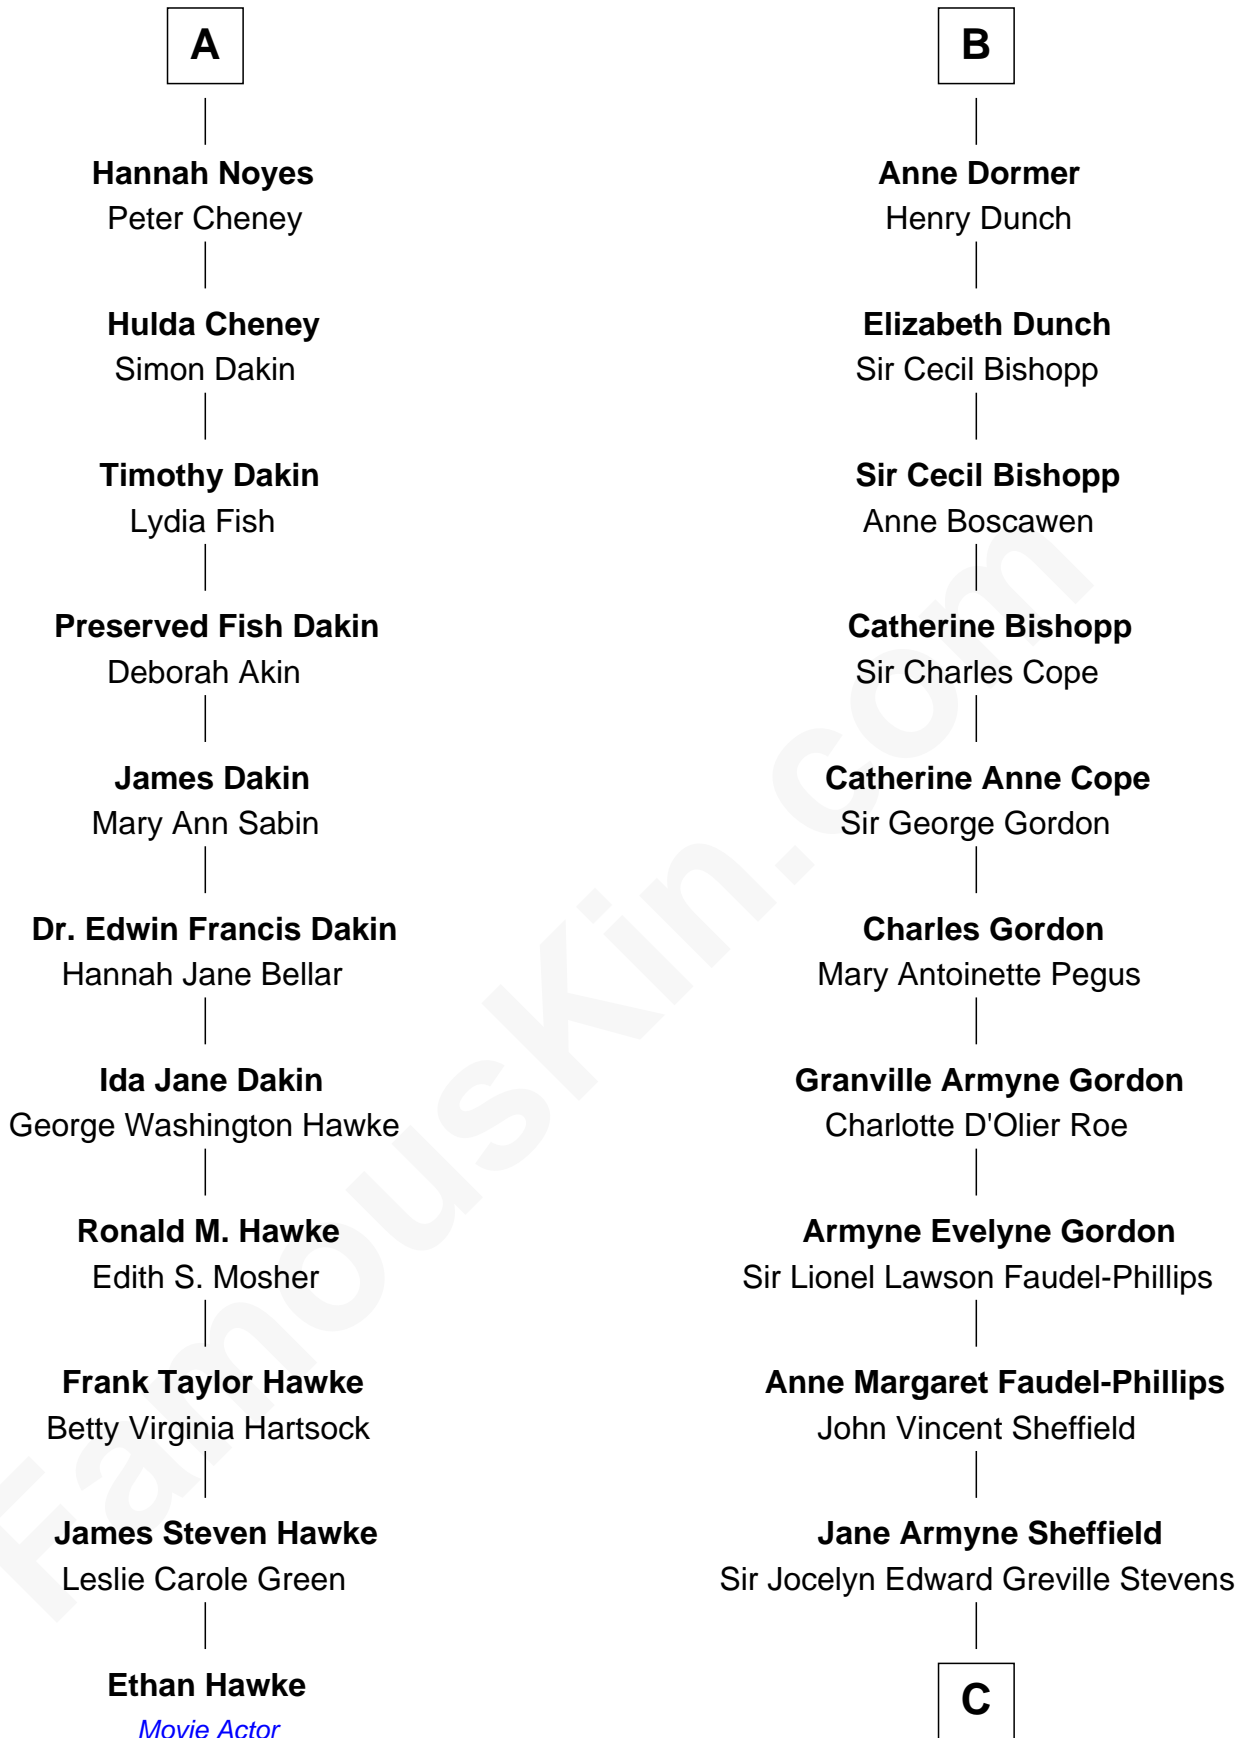 A
Hannah Noyes
Peter Cheney
Hulda Cheney
Simon Dakin
Timothy Dakin
Lydia Fish
Preserved Fish Dakin
Deborah Akin
James Dakin
Mary Ann Sabin
Dr. Edwin Francis Dakin
Hannah Jane Bellar
Ida Jane Dakin
George Washington Hawke
Ronald M. Hawke
Edith S. Mosher
Frank Taylor Hawke
Betty Virginia Hartsock
James Steven Hawke
Leslie Carole Green
Ethan Hawke
Movie Actor
B
Anne Dormer
Henry Dunch
Elizabeth Dunch
Sir Cecil Bishopp
Sir Cecil Bishopp
Anne Boscawen
Catherine Bishopp
Sir Charles Cope
Catherine Anne Cope
Sir George Gordon
Charles Gordon
Mary Antoinette Pegus
Granville Armyne Gordon
Charlotte D'Olier Roe
Armyne Evelyne Gordon
Sir Lionel Lawson Faudel-Phillips
Anne Margaret Faudel-Phillips
John Vincent Sheffield
Jane Armyne Sheffield
Sir Jocelyn Edward Greville Stevens
C
FamousKin.com